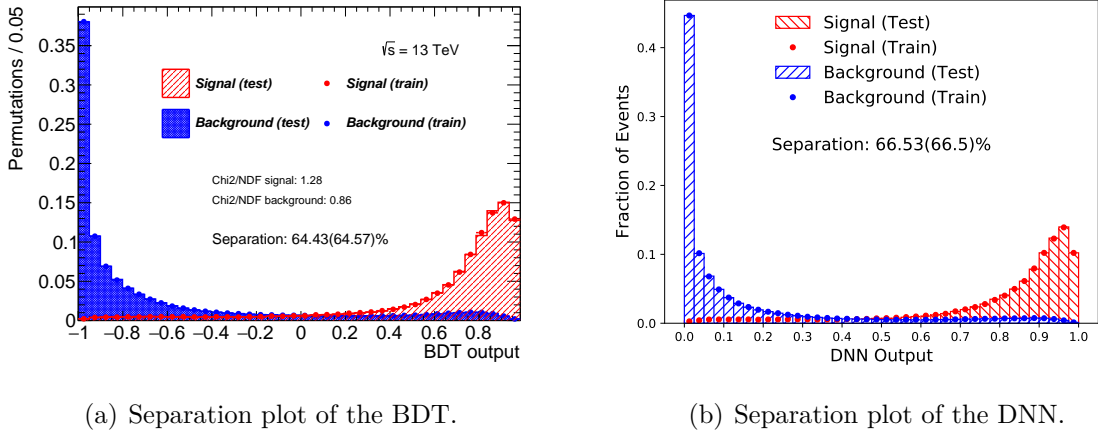 Permutations / 0.05
0.35
0.3
0.25
0.2
0.15
0.1
0.05
0
√s = 13 TeV
Signal (test)
Signal (train)
Background (test)
Background (train)
Chi2/NDF signal: 1.28
Chi2/NDF background: 0.86
Separation: 64.43(64.57)%
−1 −0.8 −0.6 −0.4 −0.2 0 0.2 0.4 0.6 0.8
BDT output
(a) Separation plot of the BDT.
Fraction of Events
0.4
0.3
0.2
0.1
0.0
Signal (Test)
Signal (Train)
Background (Test)
Background (Train)
Separation: 66.53(66.5)%
0.0 0.1 0.2 0.3 0.4 0.5 0.6 0.7 0.8 0.9 1.0
DNN Output
(b) Separation plot of the DNN.